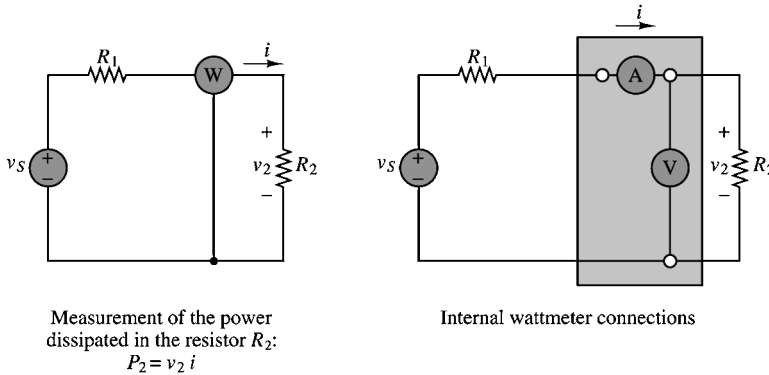 R1
W
i
vS
+
−
+
v2
−
R2
Measurement of the power
dissipated in the resistor R2:
P2 = v2 i
i
R1
A
vS
+
−
V
+
v2
−
R2
Internal wattmeter connections